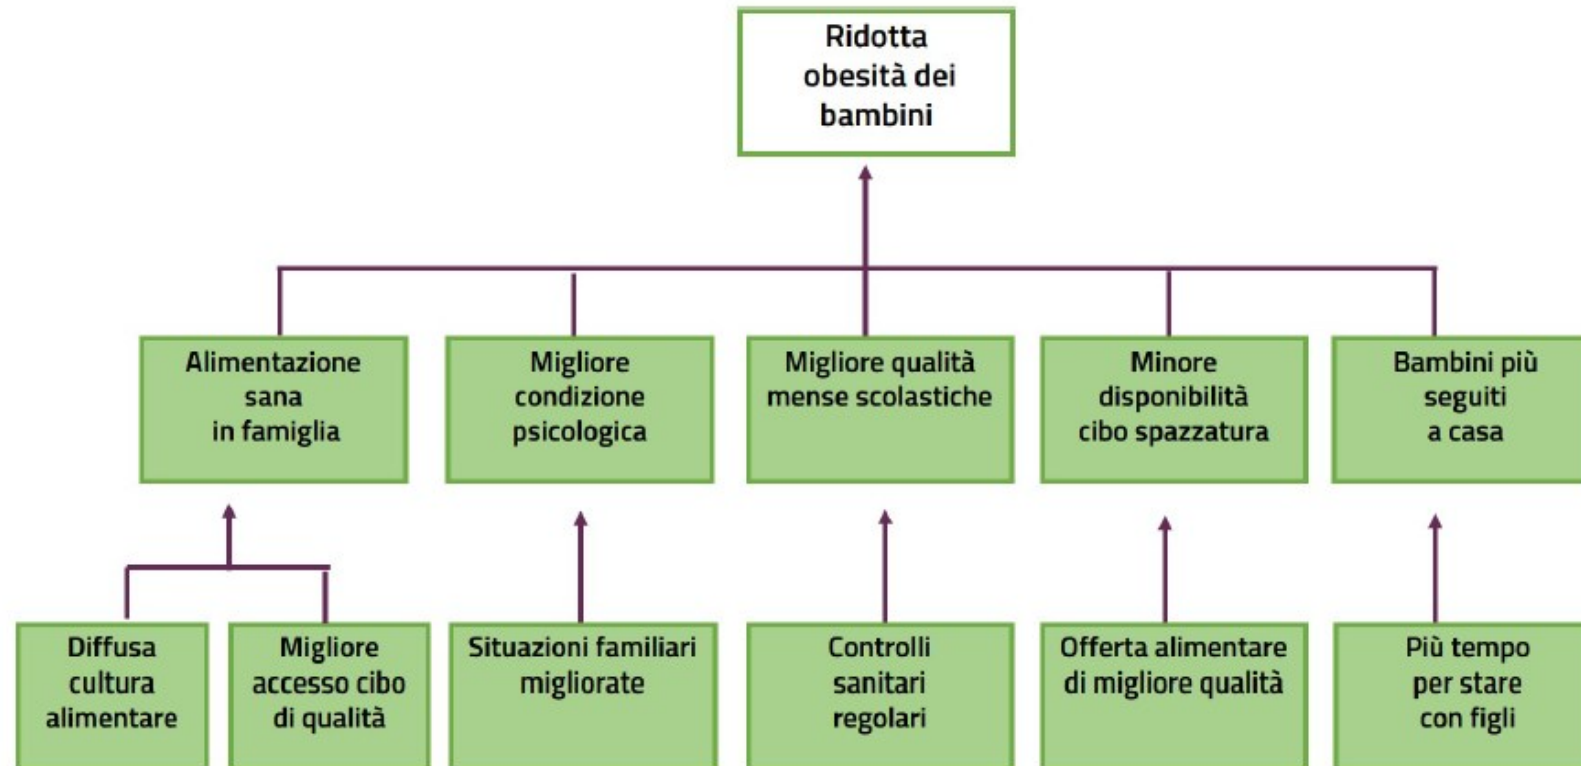 Ridotta
obesità dei
bambini
Alimentazione
sana
in famiglia
Migliore
condizione
psicologica
Migliore qualità
mense scolastiche
Minore
disponibilità
cibo spazzatura
Bambini più
seguiti
a casa
Diffusa
cultura
alimentare
Migliore
accesso cibo
di qualità
Situazioni familiari
migliorate
Controlli
sanitari
regolari
Offerta alimentare
di migliore qualità
Più tempo
per stare
con figli